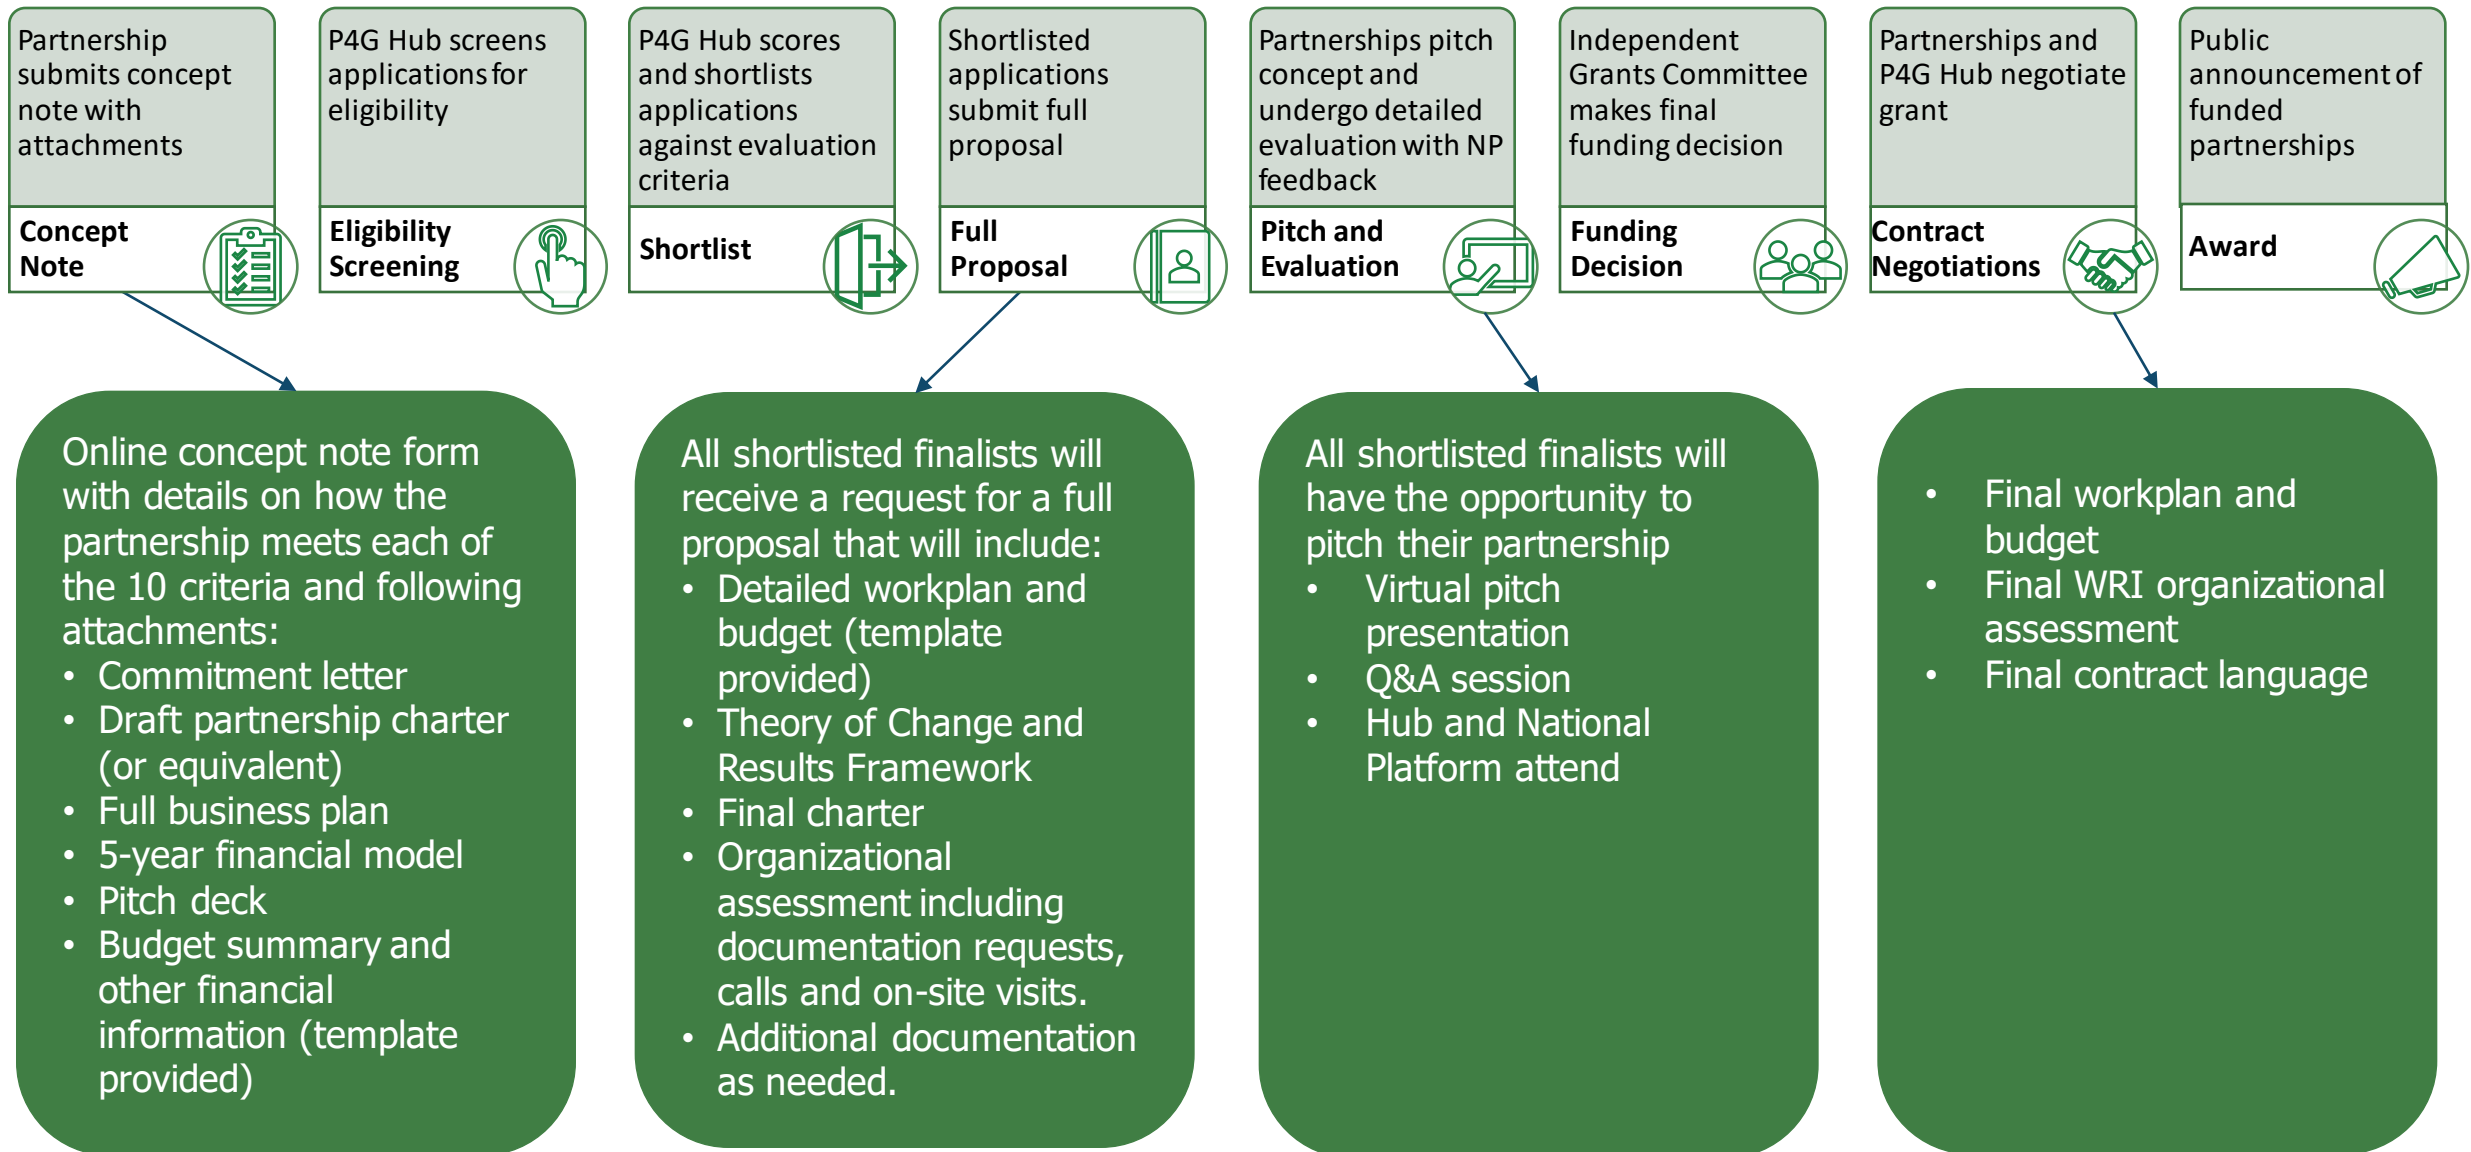 Partnership
submits concept
note with
attachments
Concept
Note
P4G Hub screens
applications for
eligibility
Eligibility
Screening
P4G Hub scores
and shortlists
applications
against evaluation
criteria
Shortlist
Shortlisted
applications
submit full
proposal
Full
Proposal
Partnerships pitch
concept and
undergo detailed
evaluation with NP
feedback
Pitch and
Evaluation
Independent
Grants Committee
makes final
funding decision
Funding
Decision
Partnerships and
P4G Hub negotiate
grant
Contract
Negotiations
Public
announcement of
funded
partnerships
Award
Online concept note form
with details on how the
partnership meets each of
the 10 criteria and following
attachments:
• Commitment letter
• Draft partnership charter
(or equivalent)
• Full business plan
• 5-year financial model
• Pitch deck
• Budget summary and
other financial
information (template
provided)
All shortlisted finalists will
receive a request for a full
proposal that will include:
• Detailed workplan and
budget (template
provided)
• Theory of Change and
Results Framework
• Final charter
• Organizational
assessment including
documentation requests,
calls and on-site visits.
• Additional documentation
as needed.
All shortlisted finalists will
have the opportunity to
pitch their partnership
• Virtual pitch
presentation
• Q&A session
• Hub and National
Platform attend
• Final workplan and
budget
• Final WRI organizational
assessment
• Final contract language